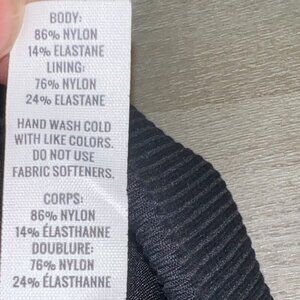 BODY:
86% NYLON
14% ELASTANE
LINING:
76% NYLON
24% ELASTANE
HAND WASH COLD
WITH LIKE COLORS.
DO NOT USE
FABRIC SOFTENERS.
CORPS:
86% NYLON
14% ÉLASTHANNE
DOUBLURE:
76% NYLON
24% ÉLASTHANNE